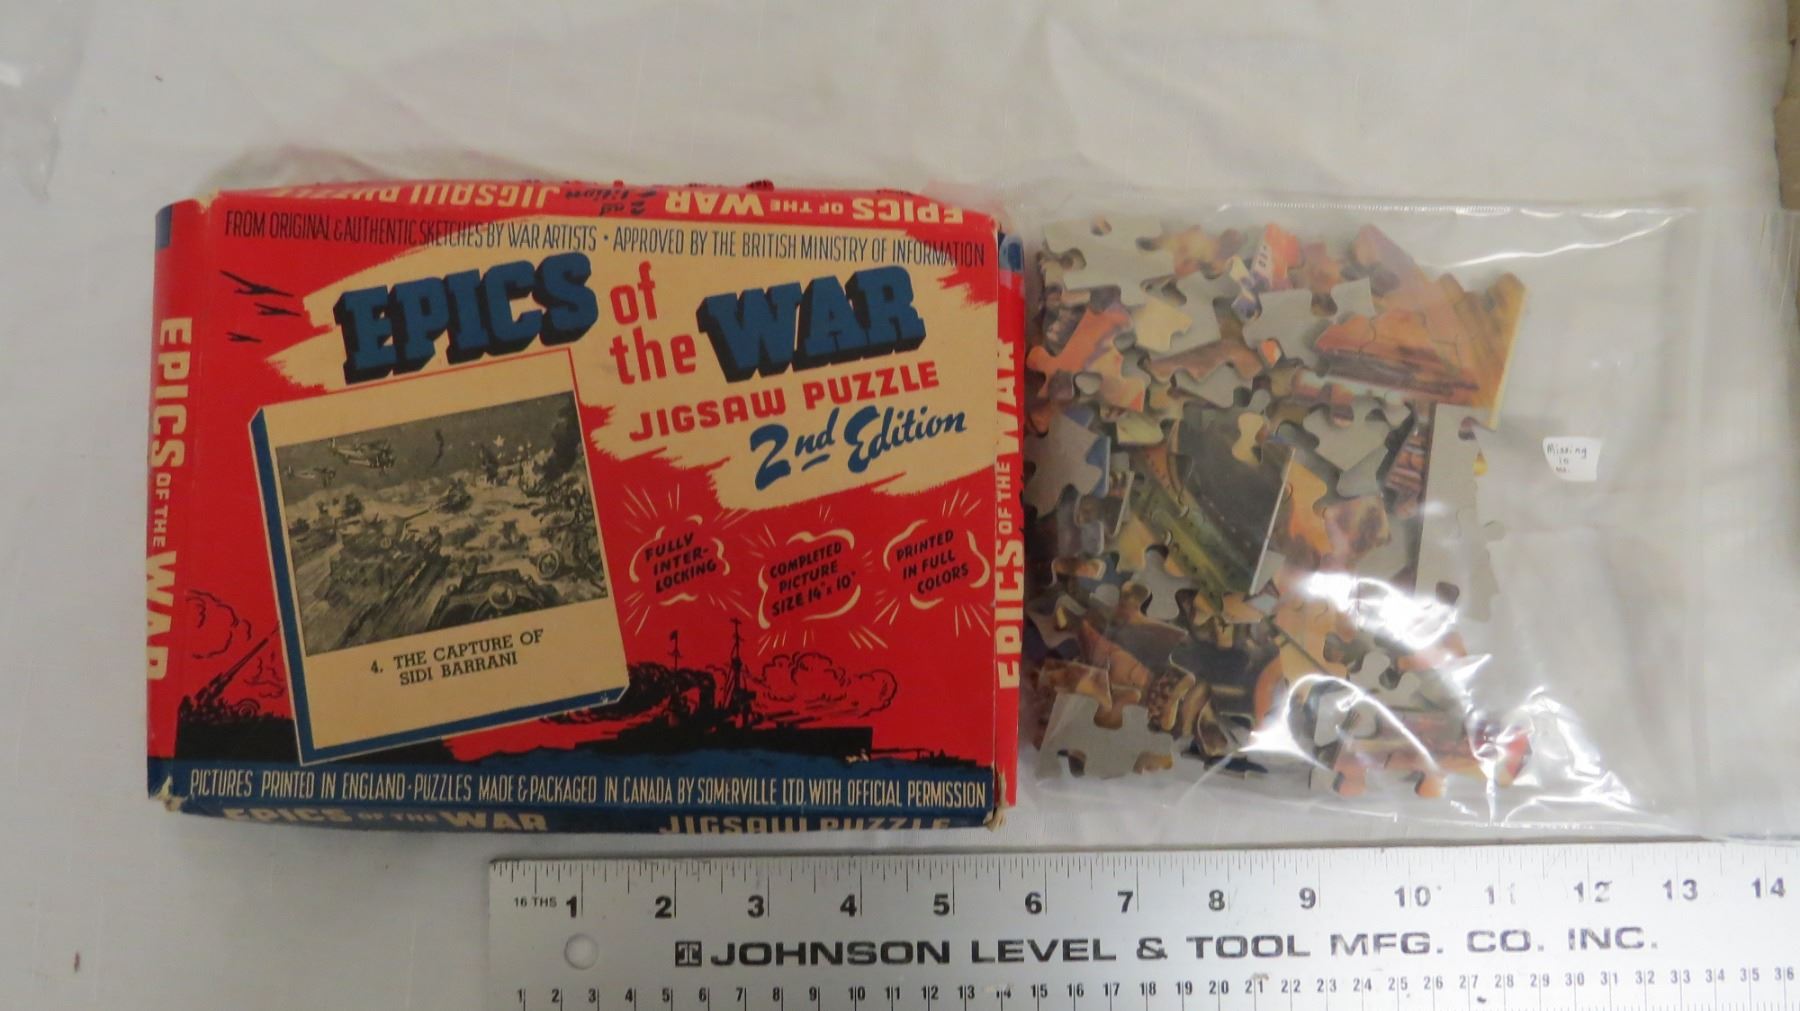 EPICS OF THE WAR 2nd Edition JIGSAW PUZZLE
FROM ORIGINAL & AUTHENTIC SKETCHES BY WAR ARTISTS • APPROVED BY THE BRITISH MINISTRY OF INFORMATION
EPICS of the WAR
JIGSAW PUZZLE
2nd Edition
4. THE CAPTURE OF
SIDI BARRANI
FULLY
INTER-
LOCKING
COMPLETED
PICTURE
SIZE 14" x 10"
PRINTED
IN FULL
COLORS
PICTURES PRINTED IN ENGLAND • PUZZLES MADE & PACKAGED IN CANADA BY SOMERVILLE LTD. WITH OFFICIAL PERMISSION
EPICS OF THE WAR
EPICS OF THE WAR
EPICS OF THE WAR JIGSAW PUZZLE
Missing
16 THS 1 2 3 4 5 6 7 8 9 10 11 12 13 14
JOHNSON LEVEL & TOOL MFG. CO. INC.
1 2 3 4 5 6 7 8 9 10 11 12 13 14 15 16 17 18 19 20 21 22 23 24 25 26 27 28 29 30 31 32 33 34 35 36